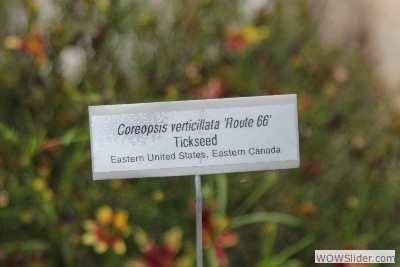 Coreopsis verticillata 'Route 66'
Tickseed
Eastern United States, Eastern Canada
WOWSlider.com